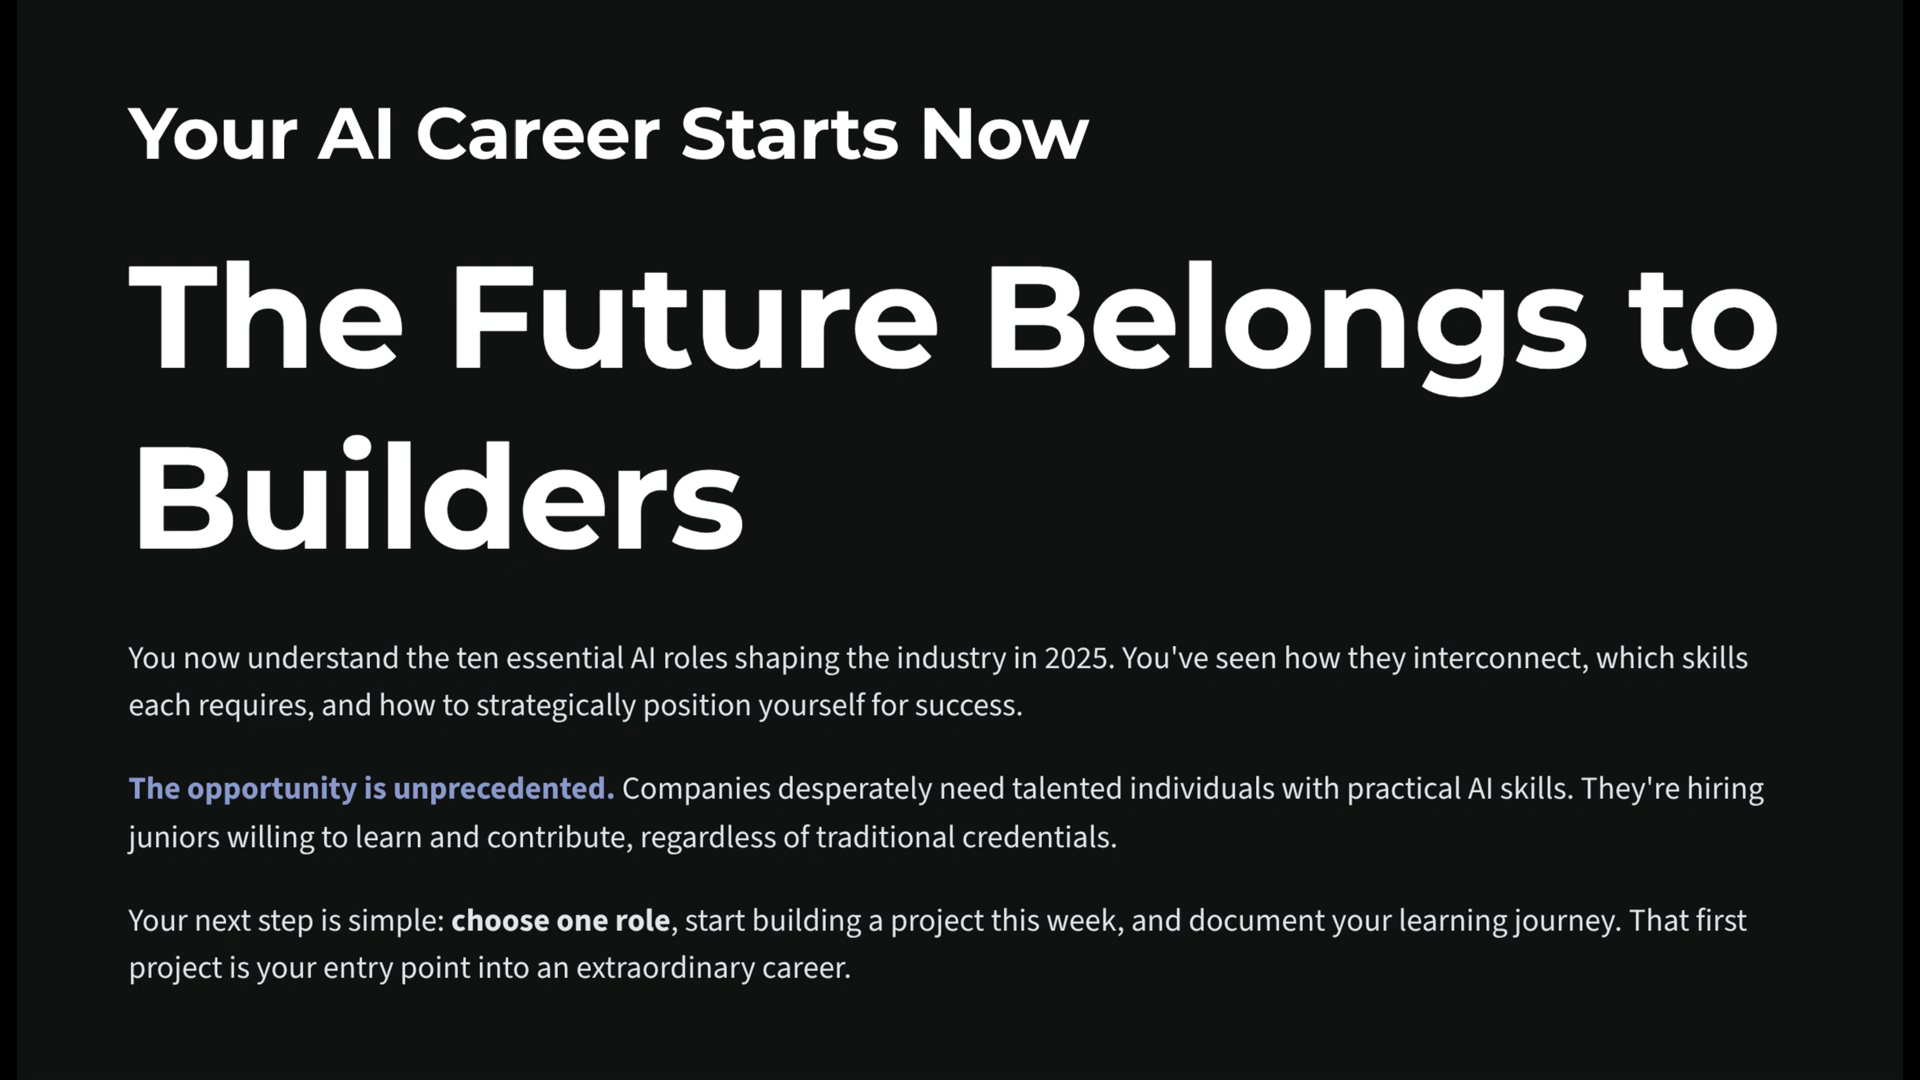 Your AI Career Starts Now
The Future Belongs to
Builders
You now understand the ten essential AI roles shaping the industry in 2025. You've seen how they interconnect, which skills
each requires, and how to strategically position yourself for success.
The opportunity is unprecedented. Companies desperately need talented individuals with practical AI skills. They're hiring
juniors willing to learn and contribute, regardless of traditional credentials.
Your next step is simple: choose one role, start building a project this week, and document your learning journey. That first
project is your entry point into an extraordinary career.